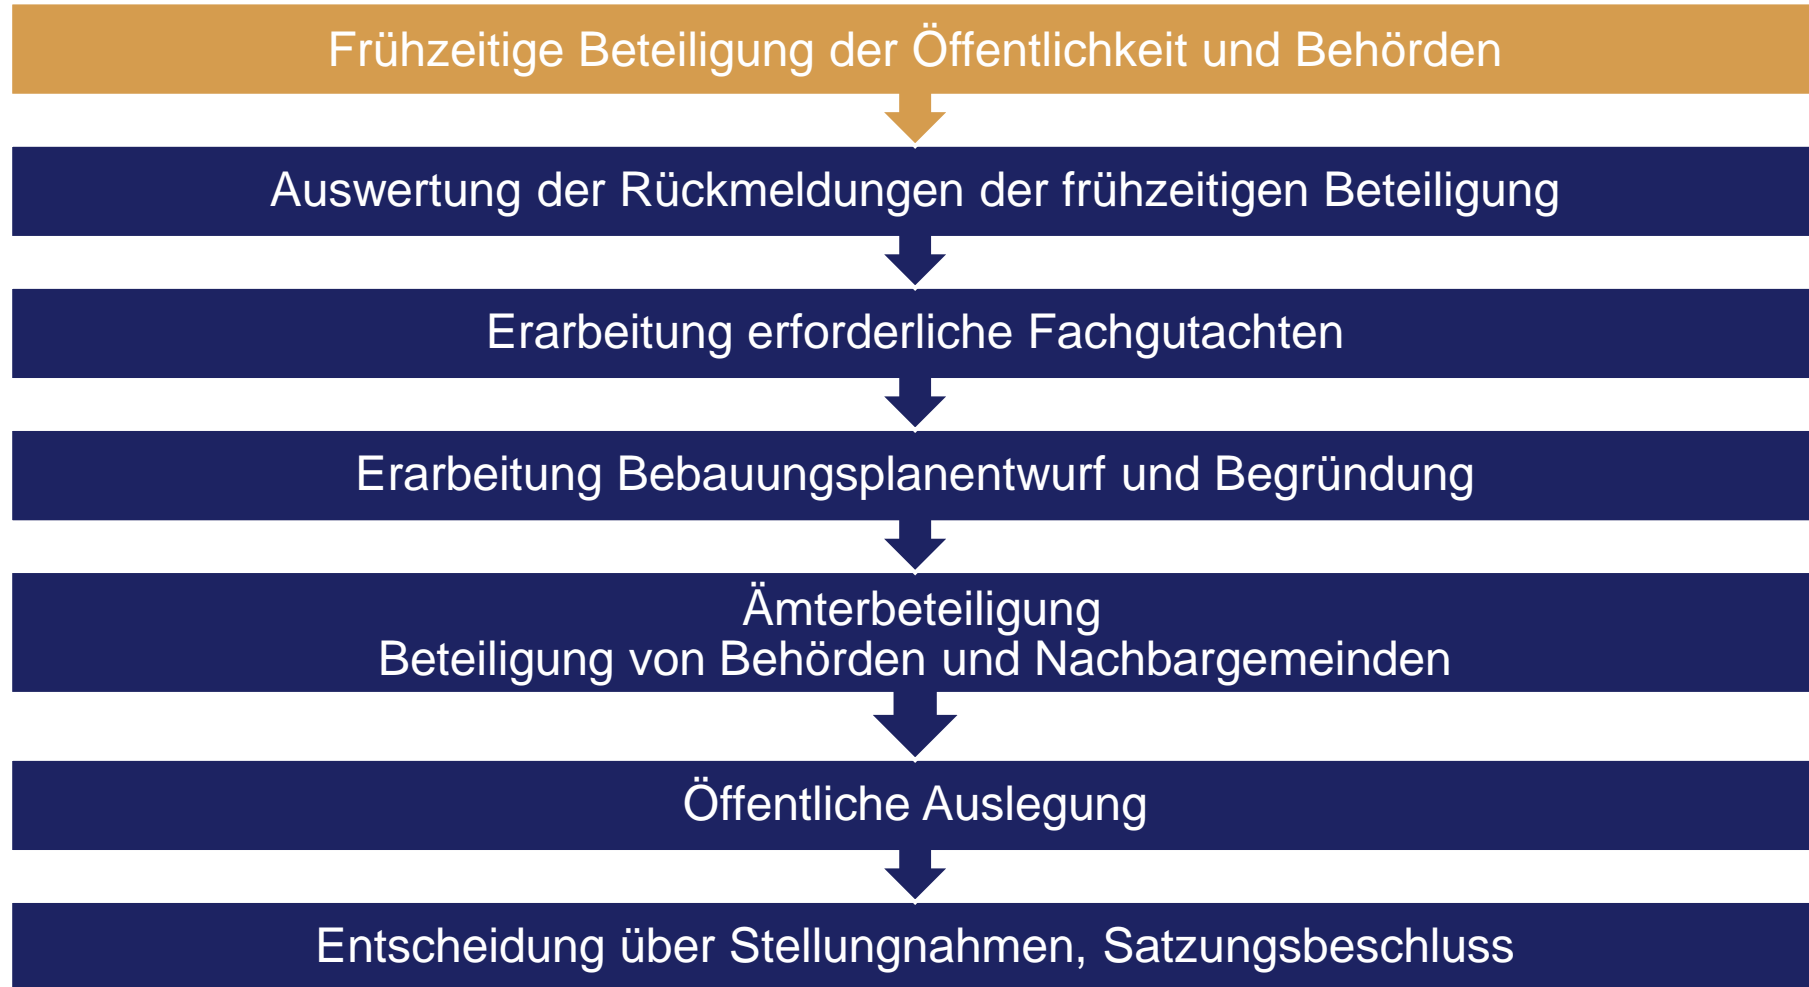 Frühzeitige Beteiligung der Öffentlichkeit und Behörden
Auswertung der Rückmeldungen der frühzeitigen Beteiligung
Erarbeitung erforderliche Fachgutachten
Erarbeitung Bebauungsplanentwurf und Begründung
Ämterbeteiligung
Beteiligung von Behörden und Nachbargemeinden
Öffentliche Auslegung
Entscheidung über Stellungnahmen, Satzungsbeschluss